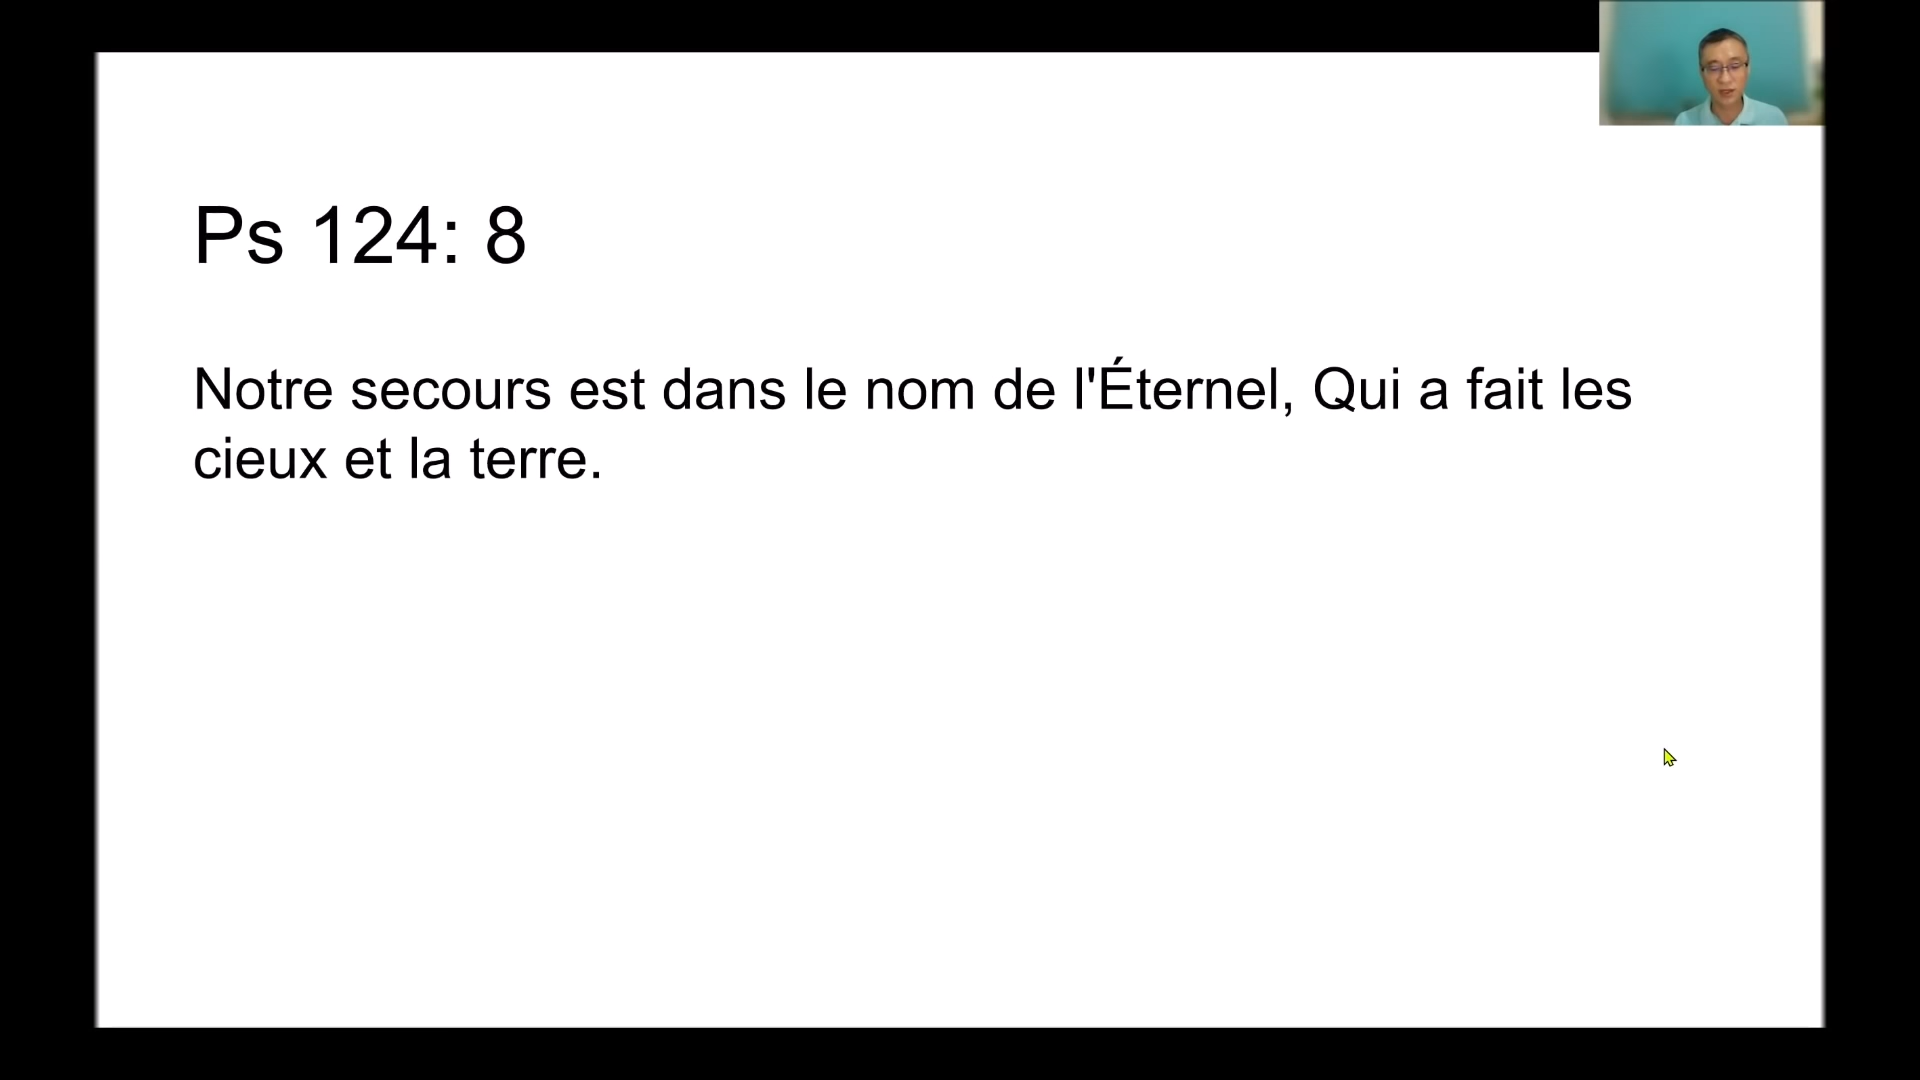 Ps 124: 8
Notre secours est dans le nom de l'Éternel, Qui a fait les
cieux et la terre.